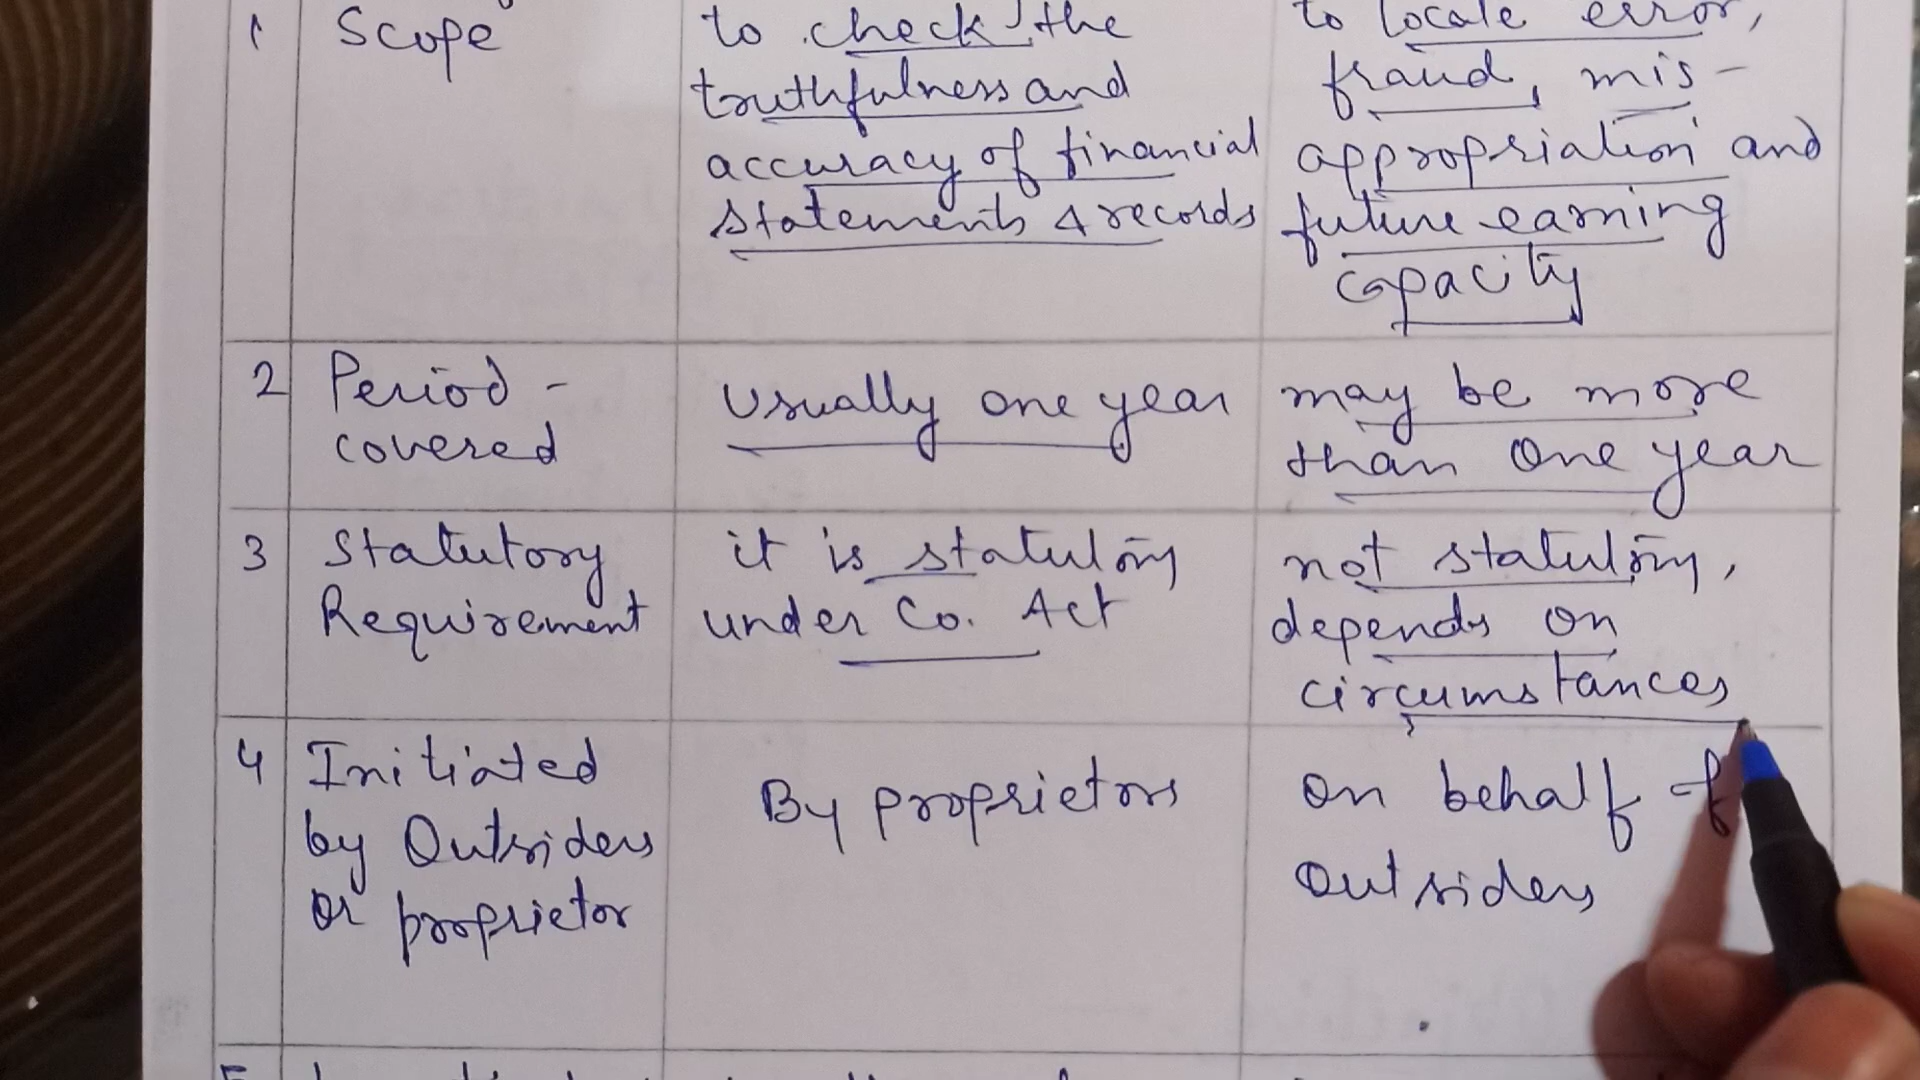 1 Scope
to check the
truthfulness and
accuracy of financial
statements & records
to locate error,
fraud, mis-
appropriation and
future earning
capacity
2 Period-
covered
Usually one year
may be more
than one year
3 Statutory
Requirement
it is statutory
under Co. Act
not statutory,
depends on
circumstances
4 Initiated
by Outsiders
or proprietor
By proprietors
on behalf of
outsiders